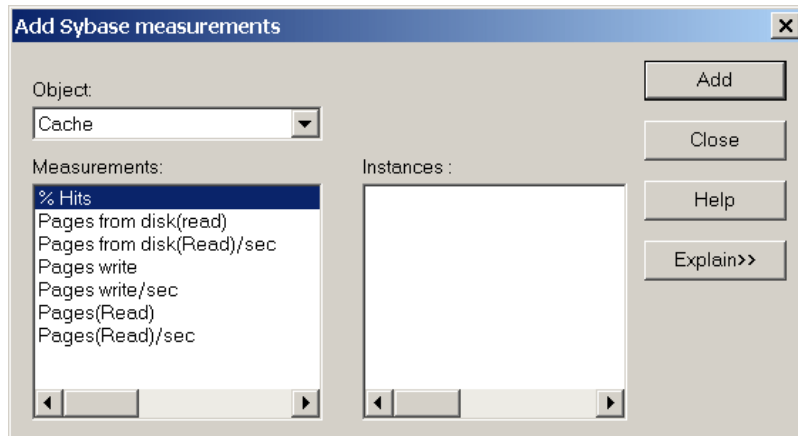 Add Sybase measurements
Object:
Cache
Measurements:
% Hits
Pages from disk(read)
Pages from disk(Read)/sec
Pages write
Pages write/sec
Pages(Read)
Pages(Read)/sec
Instances :
Add
Close
Help
Explain>>